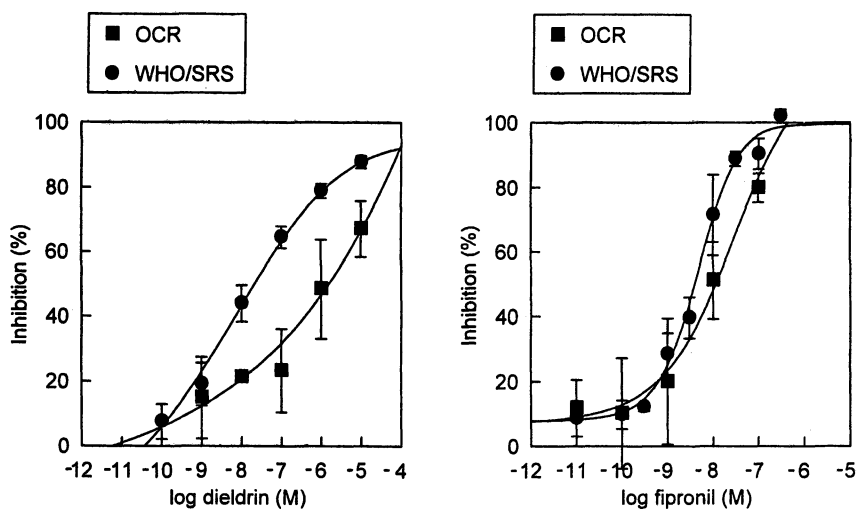 OCR
WHO/SRS
100
80
60
40
20
0
Inhibition (%)
-12 -11 -10 -9 -8 -7 -6 -5 -4
log dieldrin (M)
OCR
WHO/SRS
100
80
60
40
20
0
Inhibition (%)
-12 -11 -10 -9 -8 -7 -6 -5
log fipronil (M)